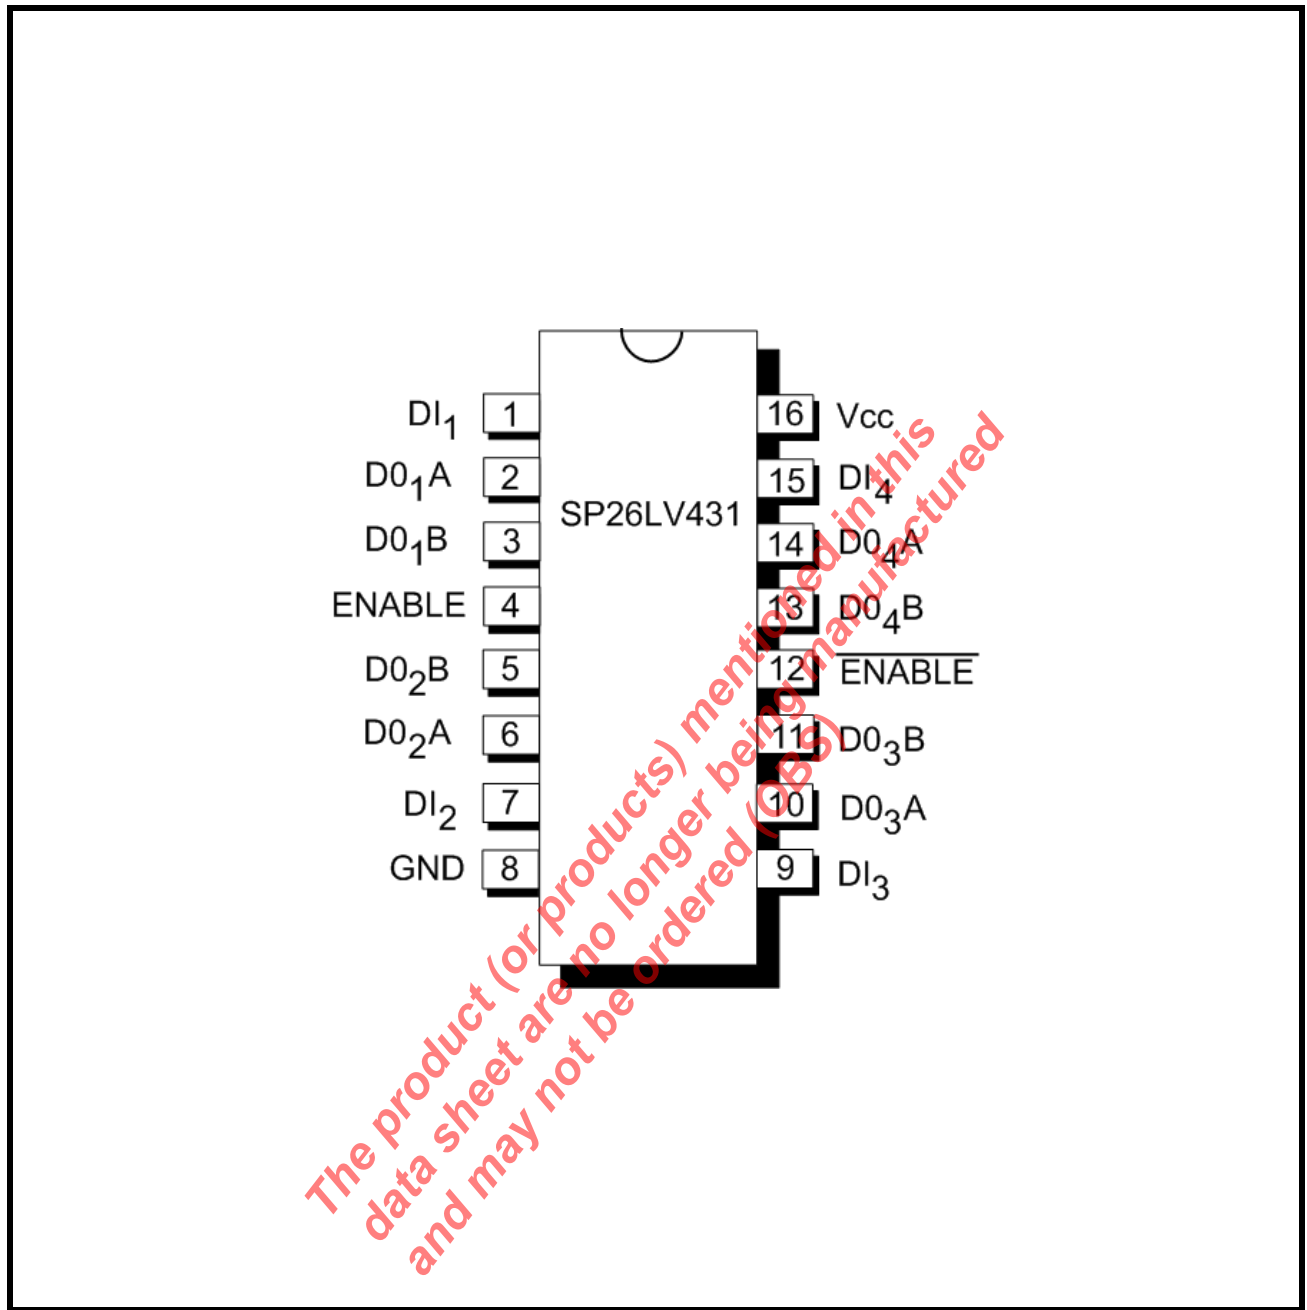 DI1 1
D01A 2
D01B 3
ENABLE 4
D02B 5
D02A 6
DI2 7
GND 8
SP26LV431
16 Vcc
15 DI4
14 D04A
13 D04B
12 ENABLE
11 D03B
10 D03A
9 DI3
The product (or products) mentioned in this
data sheet are no longer being manufactured
and may not be ordered (OBS)